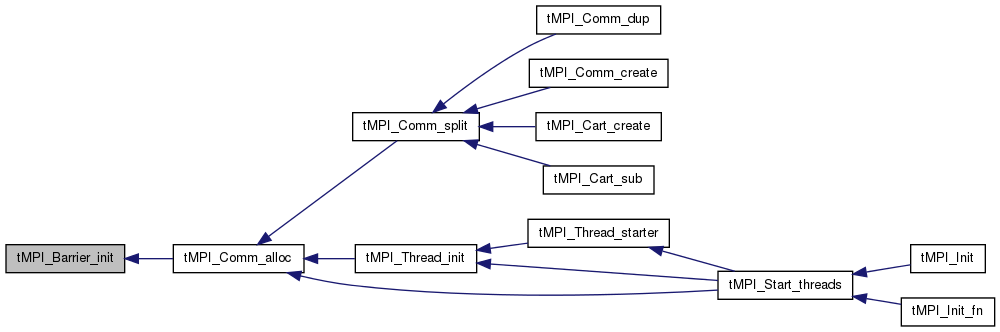 tMPI_Comm_dup
tMPI_Comm_create
tMPI_Comm_split
tMPI_Cart_create
tMPI_Cart_sub
tMPI_Barrier_init
tMPI_Comm_alloc
tMPI_Thread_init
tMPI_Thread_starter
tMPI_Start_threads
tMPI_Init
tMPI_Init_fn